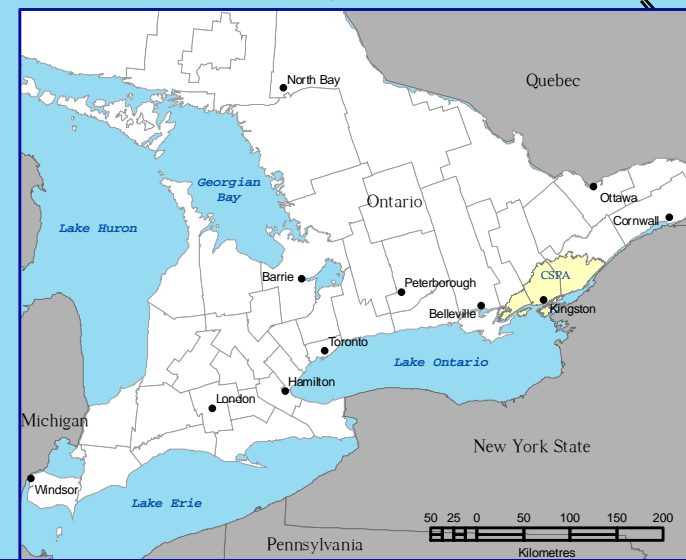 North Bay
Quebec
Georgian
Bay
Ottawa
Ontario
Cornwall
Lake Huron
CSPA
Barrie
Peterborough
Belleville
Kingston
Toronto
Lake Ontario
Hamilton
London
Michigan
New York State
Windsor
Lake Erie
50 25 0 50 100 150 200
Kilometres
Pennsylvania